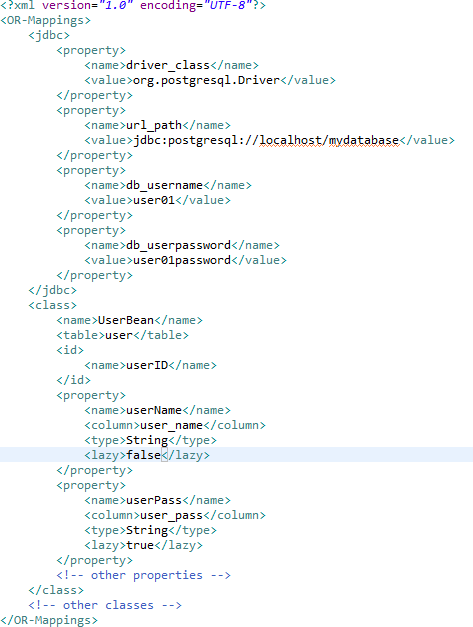 <?xml version="1.0" encoding="UTF-8"?>
<OR-Mappings>
    <jdbc>
        <property>
            <name>driver_class</name>
            <value>org.postgresql.Driver</value>
        </property>
        <property>
            <name>url_path</name>
            <value>jdbc:postgresql://localhost/mydatabase</value>
        </property>
        <property>
            <name>db_username</name>
            <value>user01</value>
        </property>
        <property>
            <name>db_userpassword</name>
            <value>user01password</value>
        </property>
    </jdbc>
    <class>
        <name>UserBean</name>
        <table>user</table>
        <id>
            <name>userID</name>
        </id>
        <property>
            <name>userName</name>
            <column>user_name</column>
            <type>String</type>
            <lazy>false</lazy>
        </property>
        <property>
            <name>userPass</name>
            <column>user_pass</column>
            <type>String</type>
            <lazy>true</lazy>
        </property>
        <!-- other properties -->
    </class>
    <!-- other classes -->
</OR-Mappings>